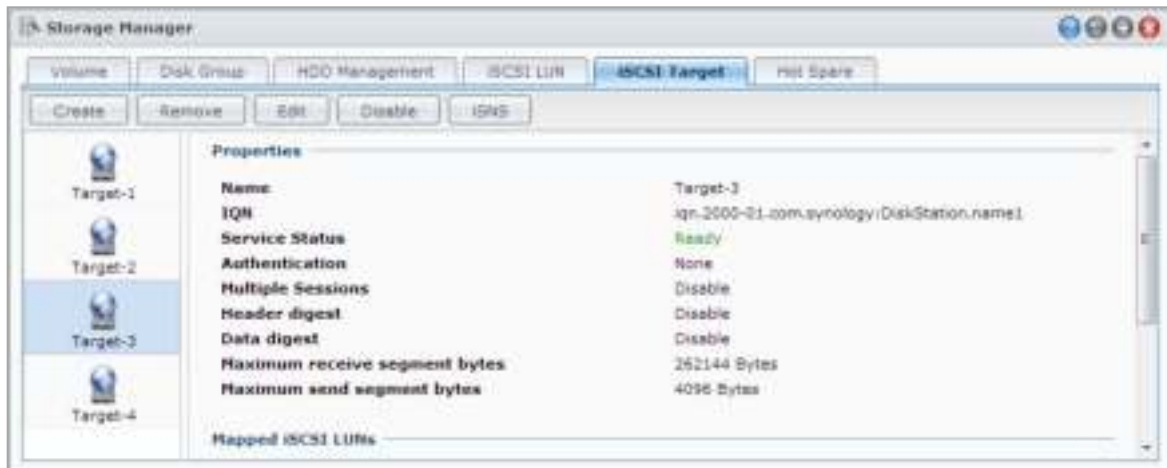 Storage Manager
Volume Disk Group HDD Management iSCSI LUN iSCSI Target Hot Spare
Create Remove Edit Disable iSNS
Target-1
Target-2
Target-3
Target-4
Properties
Name Target-3
IQN iqn.2000-01.com.synology:DiskStation.name1
Service Status Ready
Authentication None
Multiple Sessions Disable
Header digest Disable
Data digest Disable
Maximum receive segment bytes 262144 Bytes
Maximum send segment bytes 4096 Bytes
Mapped iSCSI LUNs